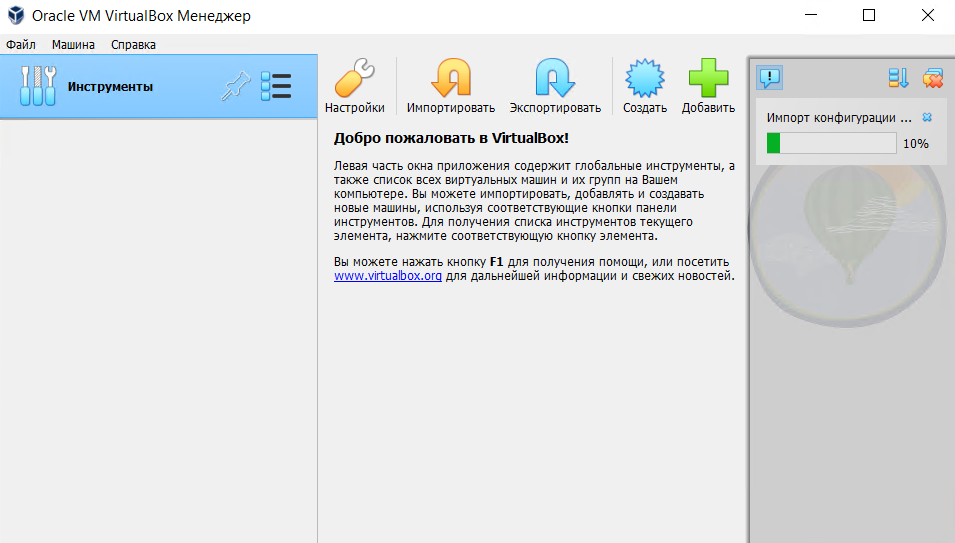 Oracle VM VirtualBox Менеджер
Файл Машина Справка
Инструменты
Настройки Импортировать Экспортировать Создать Добавить
Добро пожаловать в VirtualBox!
Левая часть окна приложения содержит глобальные инструменты, а
также список всех виртуальных машин и их групп на Вашем
компьютере. Вы можете импортировать, добавлять и создавать
новые машины, используя соответствующие кнопки панели
инструментов. Для получения списка инструментов текущего
элемента, нажмите соответствующую кнопку элемента.
Вы можете нажать кнопку F1 для получения помощи, или посетить
www.virtualbox.org для дальнейшей информации и свежих новостей.
Импорт конфигурации ...
10%